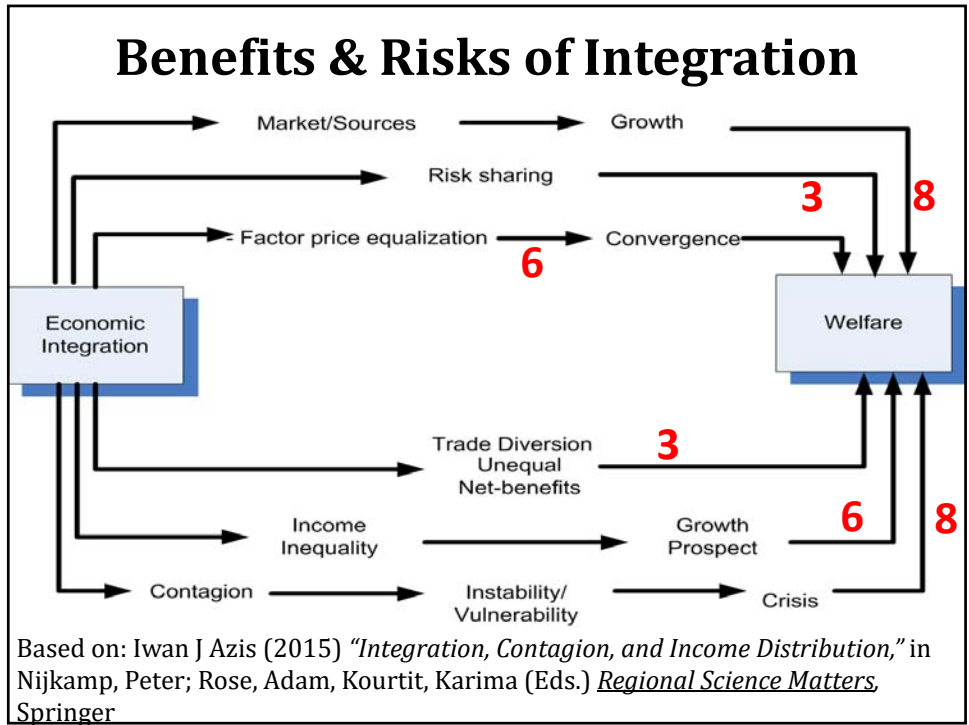 Benefits & Risks of Integration
Market/Sources
Growth
Risk sharing
3
8
- Factor price equalization
6
Convergence
Economic
Integration
Welfare
Trade Diversion
Unequal
Net-benefits
3
Income
Inequality
Growth
Prospect
6
8
Contagion
Instability/
Vulnerability
Crisis
Based on: Iwan J Azis (2015) “Integration, Contagion, and Income Distribution,” in
Nijkamp, Peter; Rose, Adam, Kourtit, Karima (Eds.) Regional Science Matters,
Springer